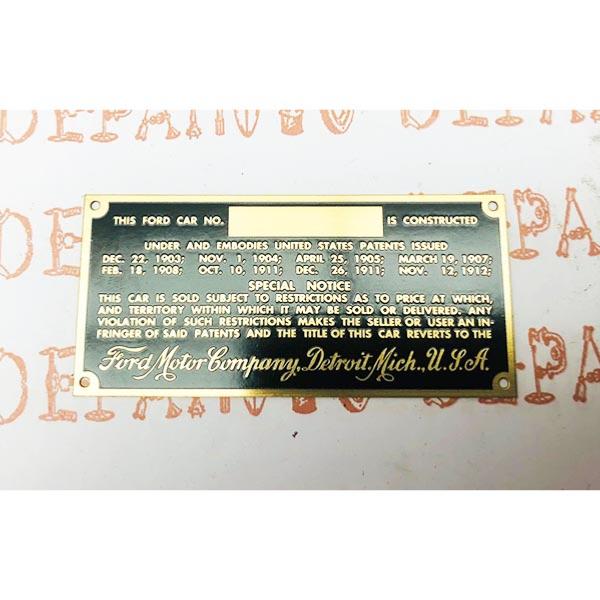 THIS FORD CAR NO. IS CONSTRUCTED
UNDER AND EMBODIES UNITED STATES PATENTS ISSUED
DEC. 22, 1903; NOV. 1, 1904; APRIL 25, 1905; MARCH 19, 1907;
FEB. 18, 1908; OCT. 10, 1911; DEC. 26, 1911; NOV. 12, 1912;
SPECIAL NOTICE
THIS CAR IS SOLD SUBJECT TO RESTRICTIONS AS TO PRICE AT WHICH,
AND TERRITORY WITHIN WHICH IT MAY BE SOLD OR DELIVERED. ANY
VIOLATION OF SUCH RESTRICTIONS MAKES THE SELLER OR USER AN IN-
FRINGER OF SAID PATENTS AND THE TITLE OF THIS CAR REVERTS TO THE
Ford Motor Company, Detroit, Mich., U.S.A.